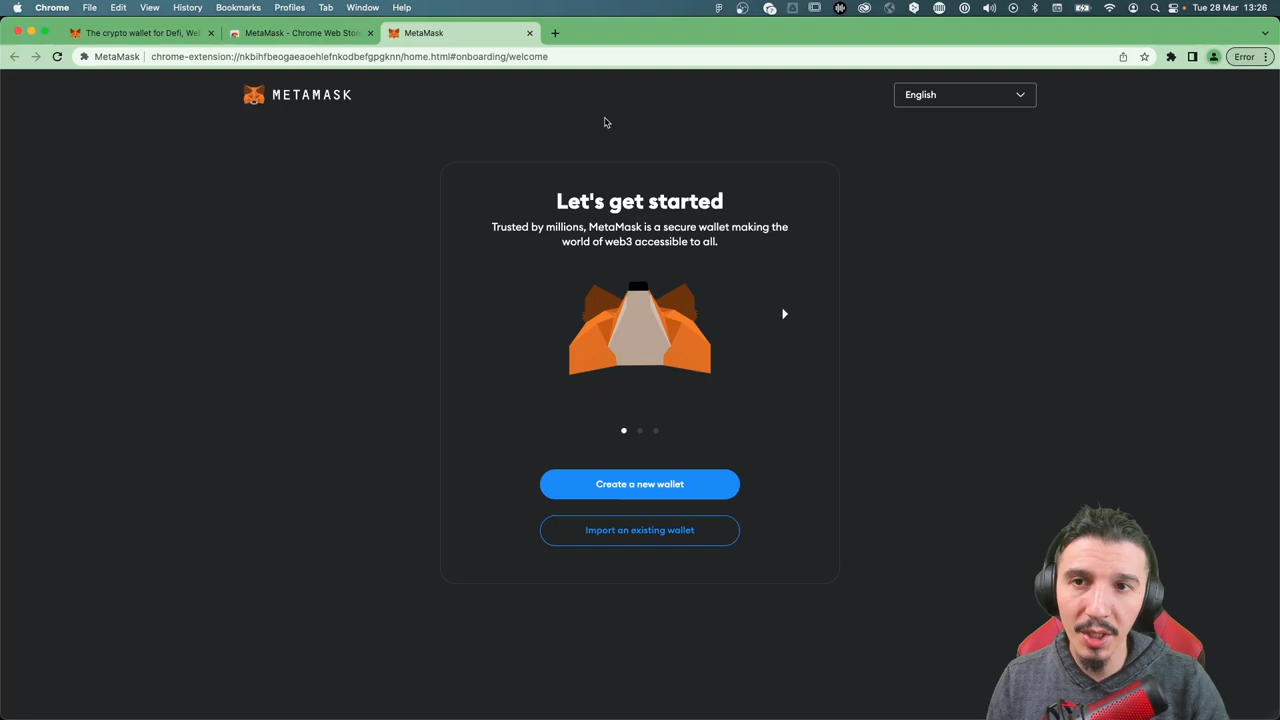 Chrome File Edit View History Bookmarks Profiles Tab Window Help Tue 28 Mar 13:26
The crypto wallet for Defi, We MetaMask - Chrome Web Stor MetaMask
MetaMask chrome-extension://nkbihfbeogaeaoehlefnkodbefgpgknn/home.html#onboarding/welcome Error
METAMASK
English
Let's get started
Trusted by millions, MetaMask is a secure wallet making the
world of web3 accessible to all.
Create a new wallet
Import an existing wallet